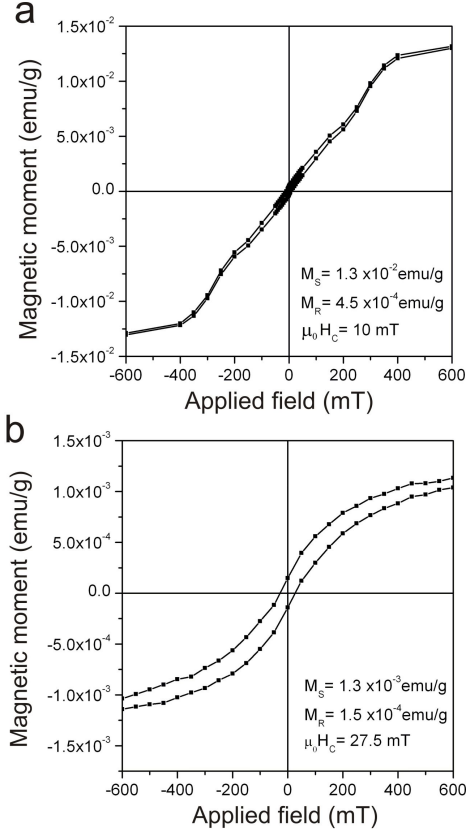 a
1.5x10⁻²
1.0x10⁻²
5.0x10⁻³
0.0
-5.0x10⁻³
-1.0x10⁻²
-1.5x10⁻²
Magnetic moment (emu/g)
M_S= 1.3 x10⁻²emu/g
M_R= 4.5 x10⁻⁴emu/g
μ₀H_C= 10 mT
-600 -400 -200 0 200 400 600
Applied field (mT)
b
1.5x10⁻³
1.0x10⁻³
5.0x10⁻⁴
0.0
-5.0x10⁻⁴
-1.0x10⁻³
-1.5x10⁻³
Magnetic moment (emu/g)
M_S= 1.3 x10⁻³emu/g
M_R= 1.5 x10⁻⁴emu/g
μ₀H_C= 27.5 mT
-600 -400 -200 0 200 400 600
Applied field (mT)